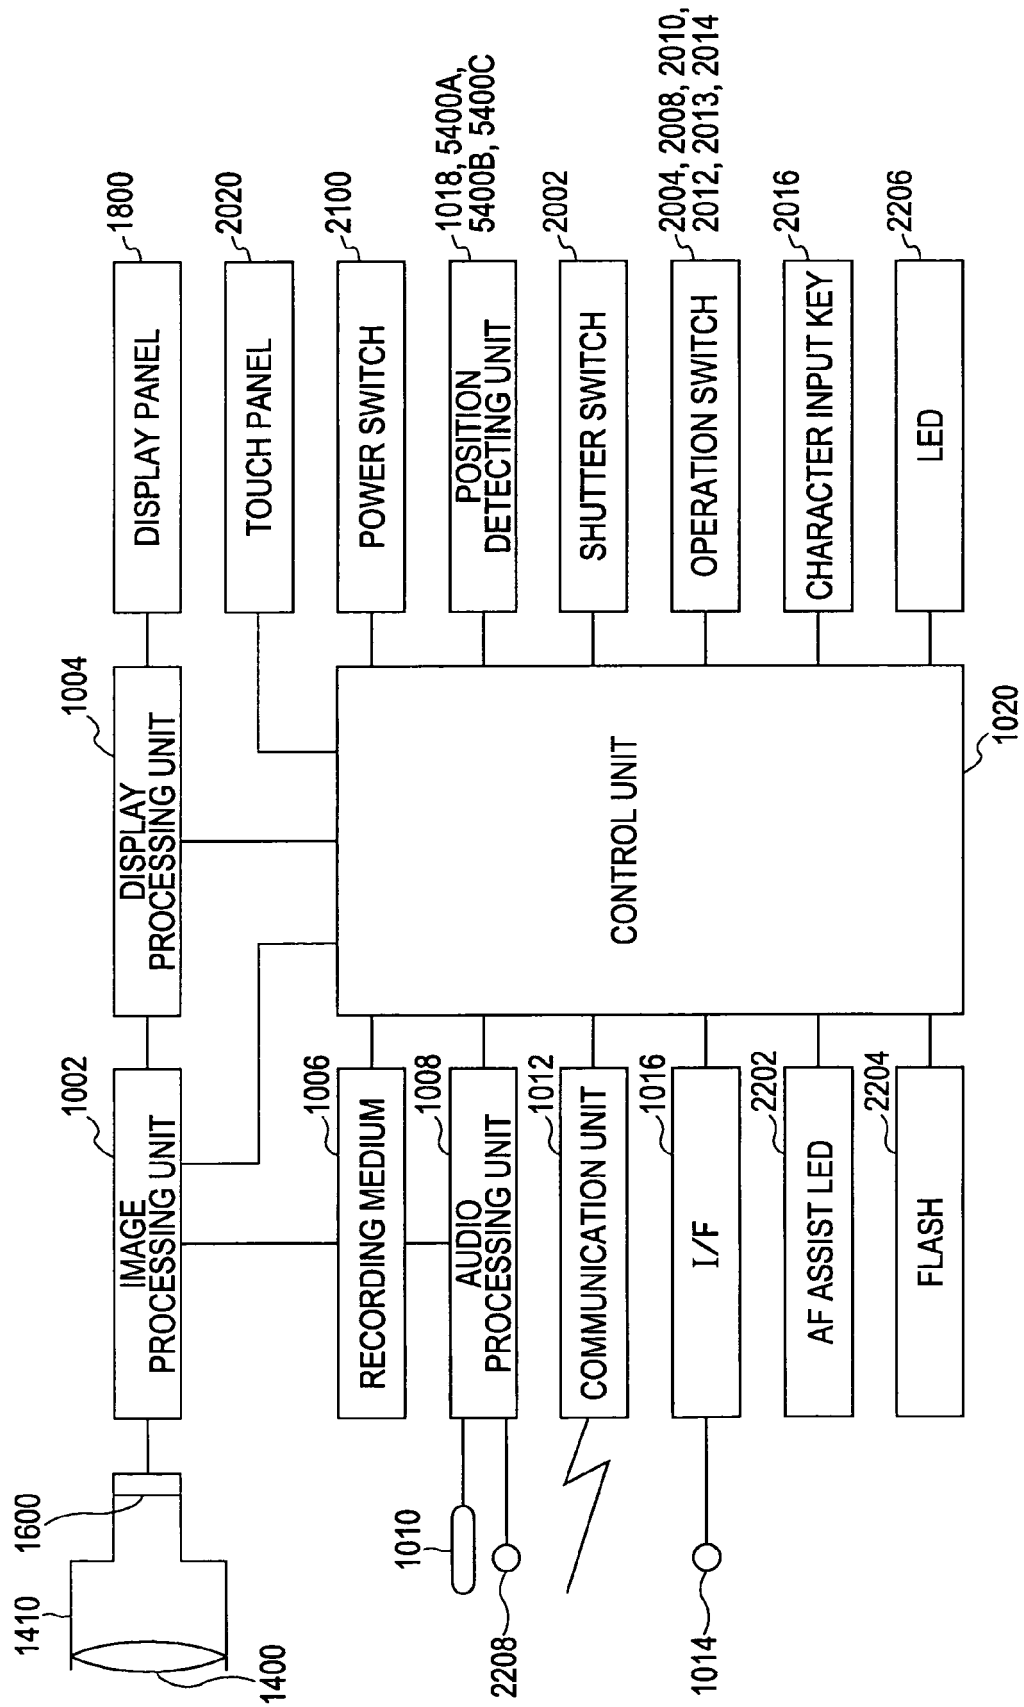 1400
1410
1600
IMAGE
PROCESSING UNIT
1002
DISPLAY
PROCESSING UNIT
1004
DISPLAY PANEL
1800
TOUCH PANEL
2020
RECORDING MEDIUM
1006
POWER SWITCH
2100
1010
2208
AUDIO
PROCESSING UNIT
1008
POSITION
DETECTING UNIT
1018, 5400A,
5400B, 5400C
COMMUNICATION UNIT
1012
CONTROL UNIT
1020
SHUTTER SWITCH
2002
1014
I/F
1016
OPERATION SWITCH
2004, 2008, 2010,
2012, 2013, 2014
AF ASSIST LED
2202
CHARACTER INPUT KEY
2016
FLASH
2204
LED
2206